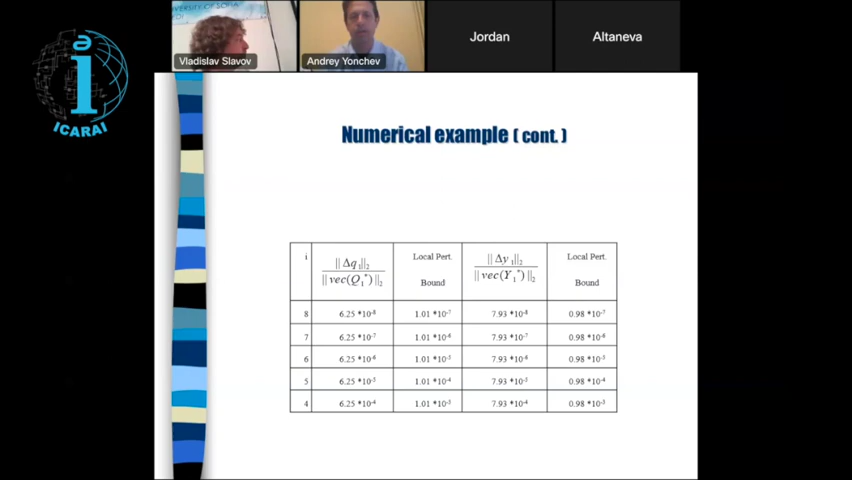 VERSITY OF SOFIA
Vladislav Slavov
Andrey Yonchev
Jordan
Altaneva
ə
i
ICARAI
Numerical example ( cont. )
i || Δq₁||₂ / || vec(Q₁*) ||₂ Local Pert. Bound || Δy₁||₂ / || vec(Y₁*) ||₂ Local Pert. Bound
8 6.25 *10⁻⁸ 1.01 *10⁻⁷ 7.93 *10⁻⁸ 0.98 *10⁻⁷
7 6.25 *10⁻⁷ 1.01 *10⁻⁶ 7.93 *10⁻⁷ 0.98 *10⁻⁶
6 6.25 *10⁻⁶ 1.01 *10⁻⁵ 7.93 *10⁻⁶ 0.98 *10⁻⁵
5 6.25 *10⁻⁵ 1.01 *10⁻⁴ 7.93 *10⁻⁵ 0.98 *10⁻⁴
4 6.25 *10⁻⁴ 1.01 *10⁻³ 7.93 *10⁻⁴ 0.98 *10⁻³